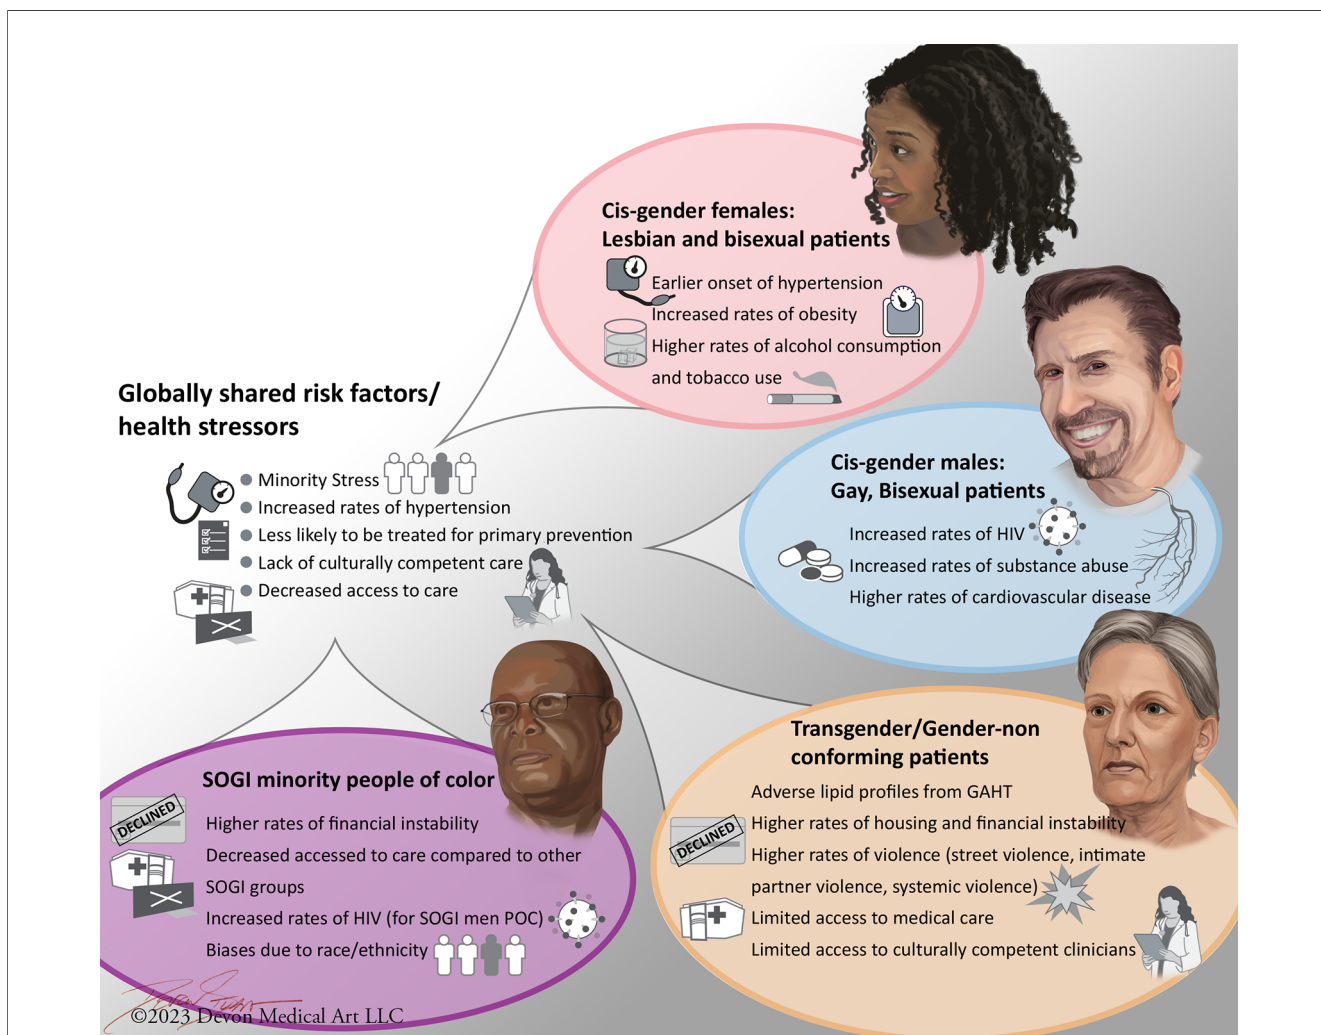 Cis-gender females:
Lesbian and bisexual patients
Earlier onset of hypertension
Increased rates of obesity
Higher rates of alcohol consumption
and tobacco use
Globally shared risk factors/
health stressors
Minority Stress
Increased rates of hypertension
Less likely to be treated for primary prevention
Lack of culturally competent care
Decreased access to care
Cis-gender males:
Gay, Bisexual patients
Increased rates of HIV
Increased rates of substance abuse
Higher rates of cardiovascular disease
SOGI minority people of color
DECLINED
Higher rates of financial instability
Decreased accessed to care compared to other
SOGI groups
Increased rates of HIV (for SOGI men POC)
Biases due to race/ethnicity
Transgender/Gender-non
conforming patients
Adverse lipid profiles from GAHT
DECLINED
Higher rates of housing and financial instability
Higher rates of violence (street violence, intimate
partner violence, systemic violence)
Limited access to medical care
Limited access to culturally competent clinicians
©2023 Devon Medical Art LLC